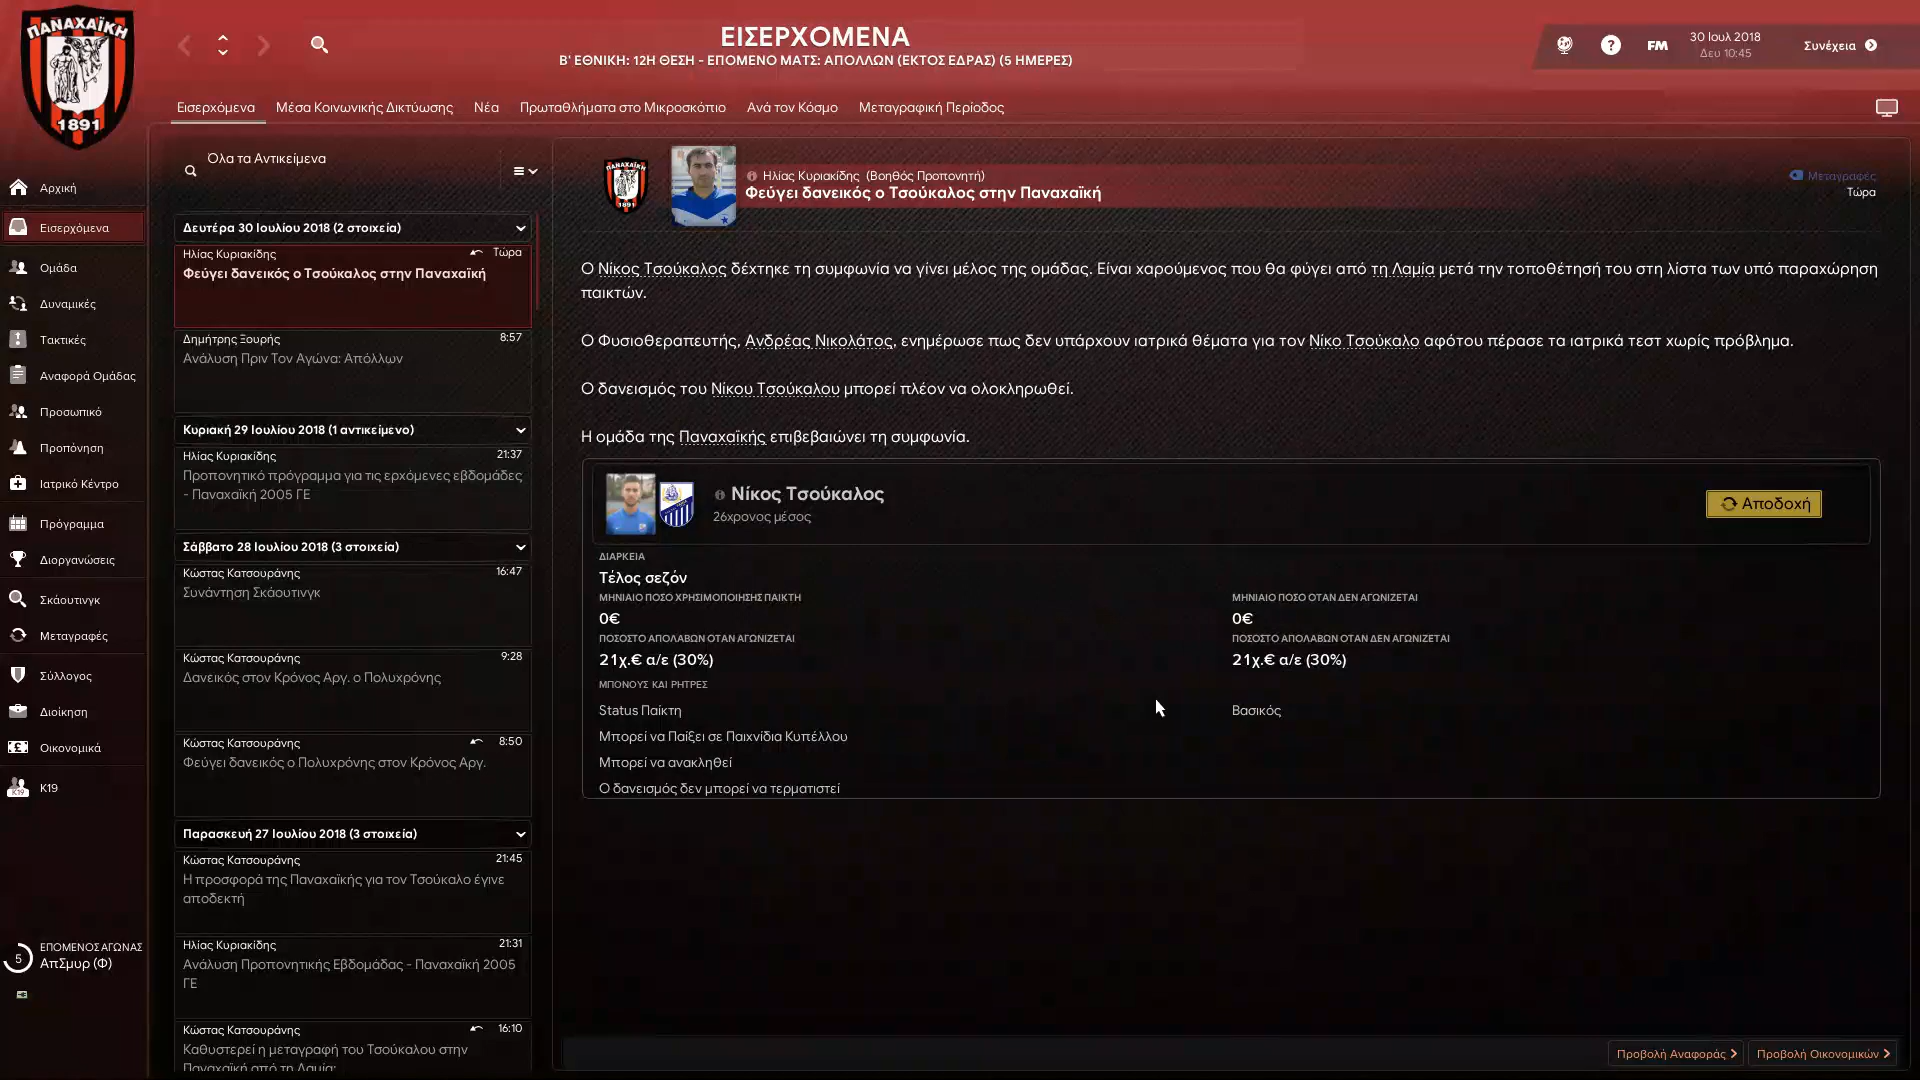 ΠΑΝΑΧΑΪΚΗ
1891
ΕΙΣΕΡΧΟΜΕΝΑ
Β' ΕΘΝΙΚΗ: 12Η ΘΕΣΗ - ΕΠΟΜΕΝΟ ΜΑΤΣ: ΑΠΟΛΛΩΝ (ΕΚΤΟΣ ΕΔΡΑΣ) (5 ΗΜΕΡΕΣ)
?
FM
30 Ιουλ 2018
Δευ 10:45
Συνέχεια
Εισερχόμενα
Μέσα Κοινωνικής Δικτύωσης
Νέα
Πρωταθλήματα στο Μικροσκόπιο
Ανά τον Κόσμο
Μεταγραφική Περίοδος
Αρχική
Εισερχόμενα
Ομάδα
Δυναμικές
Τακτικές
Αναφορά Ομάδας
Προσωπικό
Προπόνηση
Ιατρικό Κέντρο
Πρόγραμμα
Διοργανώσεις
Σκάουτινγκ
Μεταγραφές
Σύλλογος
Διοίκηση
Οικονομικά
Κ19
5
ΕΠΟΜΕΝΟΣ ΑΓΩΝΑΣ
ΑπΣμυρ (Φ)
Όλα τα Αντικείμενα
Δευτέρα 30 Ιουλίου 2018 (2 στοιχεία)
Ηλίας Κυριακίδης
Τώρα
Φεύγει δανεικός ο Τσούκαλος στην Παναχαϊκή
Δημήτρης Ξουρής
8:57
Ανάλυση Πριν Τον Αγώνα: Απόλλων
Κυριακή 29 Ιουλίου 2018 (1 αντικείμενο)
Ηλίας Κυριακίδης
21:37
Προπονητικό πρόγραμμα για τις ερχόμενες εβδομάδες
- Παναχαϊκή 2005 ΓΕ
Σάββατο 28 Ιουλίου 2018 (3 στοιχεία)
Κώστας Κατσουράνης
16:47
Συνάντηση Σκάουτινγκ
Κώστας Κατσουράνης
9:28
Δανεικός στον Κρόνος Αργ. ο Πολυχρόνης
Κώστας Κατσουράνης
8:50
Φεύγει δανεικός ο Πολυχρόνης στον Κρόνος Αργ.
Παρασκευή 27 Ιουλίου 2018 (3 στοιχεία)
Κώστας Κατσουράνης
21:45
Η προσφορά της Παναχαϊκής για τον Τσούκαλο έγινε
αποδεκτή
Ηλίας Κυριακίδης
21:31
Ανάλυση Προπονητικής Εβδομάδας - Παναχαϊκή 2005
ΓΕ
Κώστας Κατσουράνης
16:10
Καθυστερεί η μεταγραφή του Τσούκαλου στην
Παναχαϊκή από τη Λαμία;
ΠΑΝΑΧΑΪΚΗ
1891
Ηλίας Κυριακίδης (Βοηθός Προπονητή)
Φεύγει δανεικός ο Τσούκαλος στην Παναχαϊκή
Μεταγραφές
Τώρα
Ο Νίκος Τσούκαλος δέχτηκε τη συμφωνία να γίνει μέλος της ομάδας. Είναι χαρούμενος που θα φύγει από τη Λαμία μετά την τοποθέτησή του στη λίστα των υπό παραχώρηση
παικτών.
Ο Φυσιοθεραπευτής, Ανδρέας Νικολάτος, ενημέρωσε πως δεν υπάρχουν ιατρικά θέματα για τον Νίκο Τσούκαλο αφότου πέρασε τα ιατρικά τεστ χωρίς πρόβλημα.
Ο δανεισμός του Νίκου Τσούκαλου μπορεί πλέον να ολοκληρωθεί.
Η ομάδα της Παναχαϊκής επιβεβαιώνει τη συμφωνία.
Νίκος Τσούκαλος
26χρονος μέσος
Αποδοχή
ΔΙΑΡΚΕΙΑ
Τέλος σεζόν
ΜΗΝΙΑΙΟ ΠΟΣΟ ΧΡΗΣΙΜΟΠΟΙΗΣΗΣ ΠΑΙΚΤΗ
ΜΗΝΙΑΙΟ ΠΟΣΟ ΟΤΑΝ ΔΕΝ ΑΓΩΝΙΖΕΤΑΙ
0€
0€
ΠΟΣΟΣΤΟ ΑΠΟΛΑΒΩΝ ΟΤΑΝ ΑΓΩΝΙΖΕΤΑΙ
ΠΟΣΟΣΤΟ ΑΠΟΛΑΒΩΝ ΟΤΑΝ ΔΕΝ ΑΓΩΝΙΖΕΤΑΙ
21χ.€ α/ε (30%)
21χ.€ α/ε (30%)
ΜΠΟΝΟΥΣ ΚΑΙ ΡΗΤΡΕΣ
Status Παίκτη
Βασικός
Μπορεί να Παίξει σε Παιχνίδια Κυπέλλου
Μπορεί να ανακληθεί
Ο δανεισμός δεν μπορεί να τερματιστεί
Προβολή Αναφοράς
Προβολή Οικονομικών